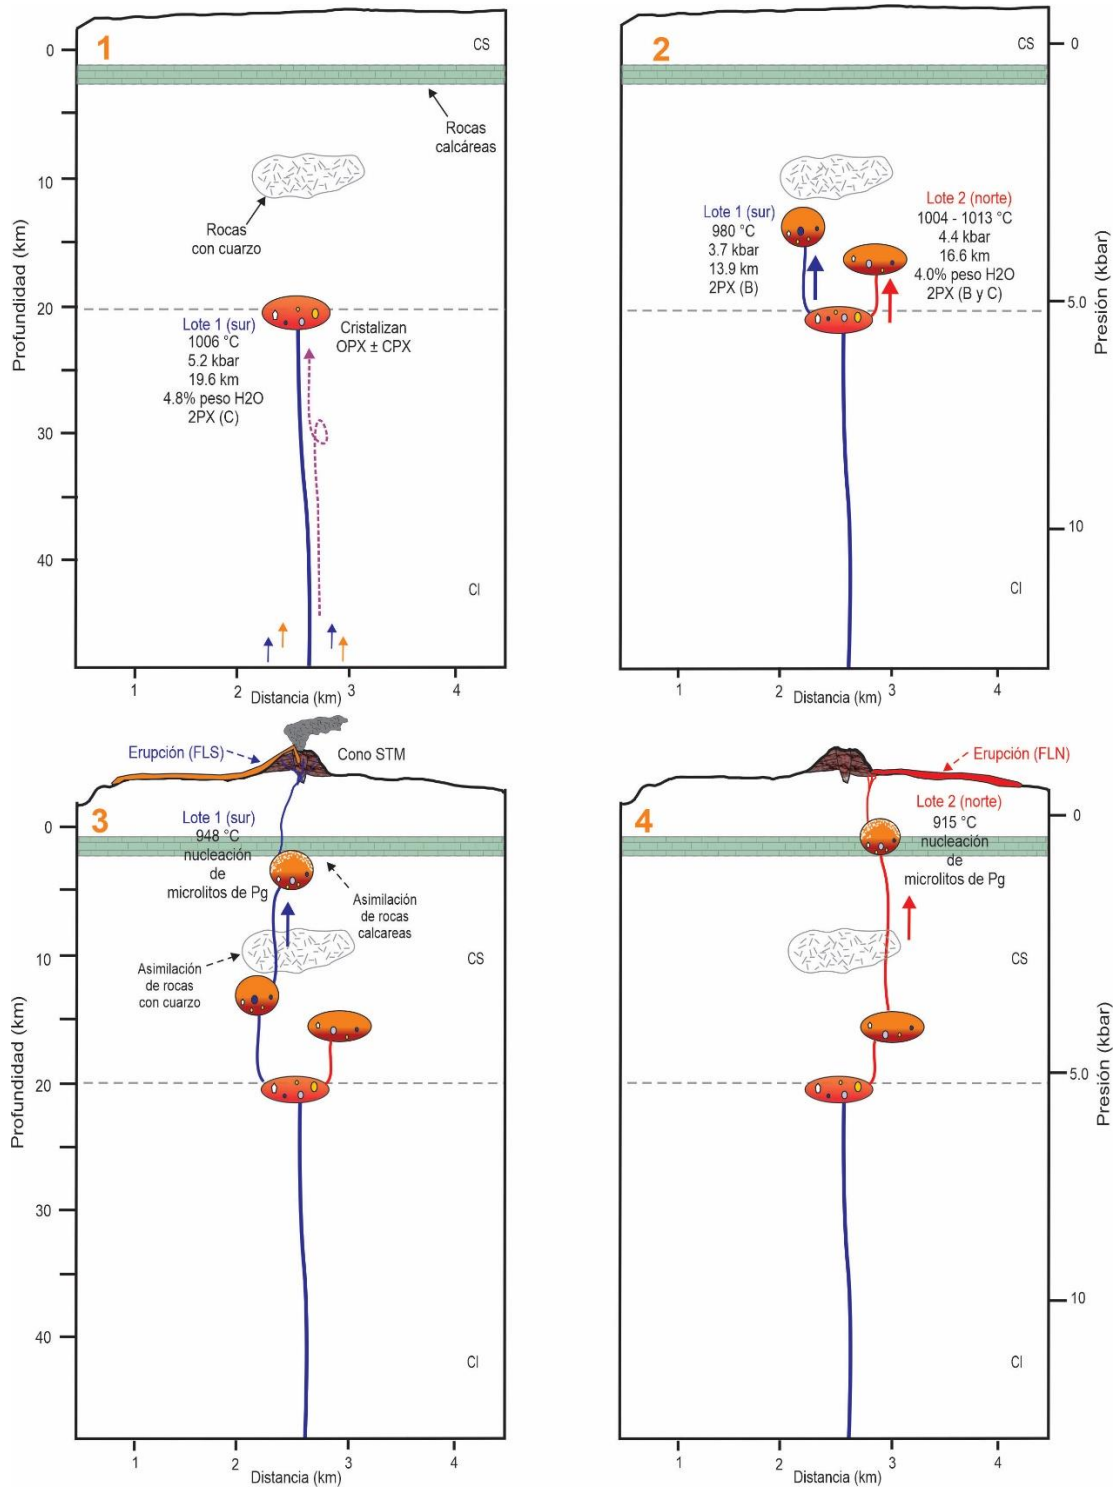 1
CS
0
Rocas
calcáreas
10
Rocas
con cuarzo
20
Lote 1 (sur)
1006 °C
5.2 kbar
19.6 km
4.8% peso H2O
2PX (C)
Cristalizan
OPX ± CPX
30
40
CI
Profundidad (km)
1
2
3
4
Distancia (km)
2
CS
0
Lote 1 (sur)
980 °C
3.7 kbar
13.9 km
2PX (B)
Lote 2 (norte)
1004 - 1013 °C
4.4 kbar
16.6 km
4.0% peso H2O
2PX (B y C)
5.0
10
CI
Presión (kbar)
1
2
3
4
Distancia (km)
Erupción (FLS)
Cono STM
3
0
Lote 1 (sur)
948 °C
nucleación
de
microlitos de Pg
Asimilación
de rocas
calcareas
10
CS
Asimilación
de rocas
con cuarzo
20
30
40
CI
Profundidad (km)
1
2
3
4
Distancia (km)
Erupción (FLN)
4
0
Lote 2 (norte)
915 °C
nucleación
de
microlitos de Pg
CS
5.0
10
CI
Presión (kbar)
1
2
3
4
Distancia (km)